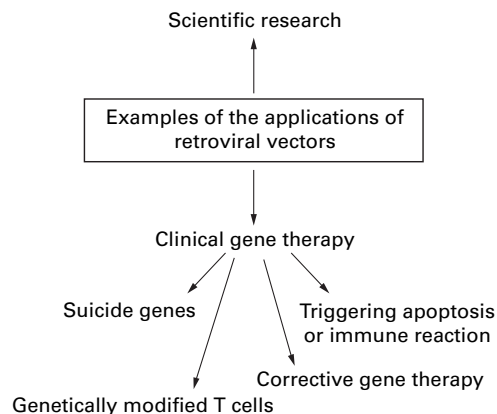 Scientific research
Examples of the applications of
retroviral vectors
Clinical gene therapy
Suicide genes
Triggering apoptosis
or immune reaction
Corrective gene therapy
Genetically modified T cells